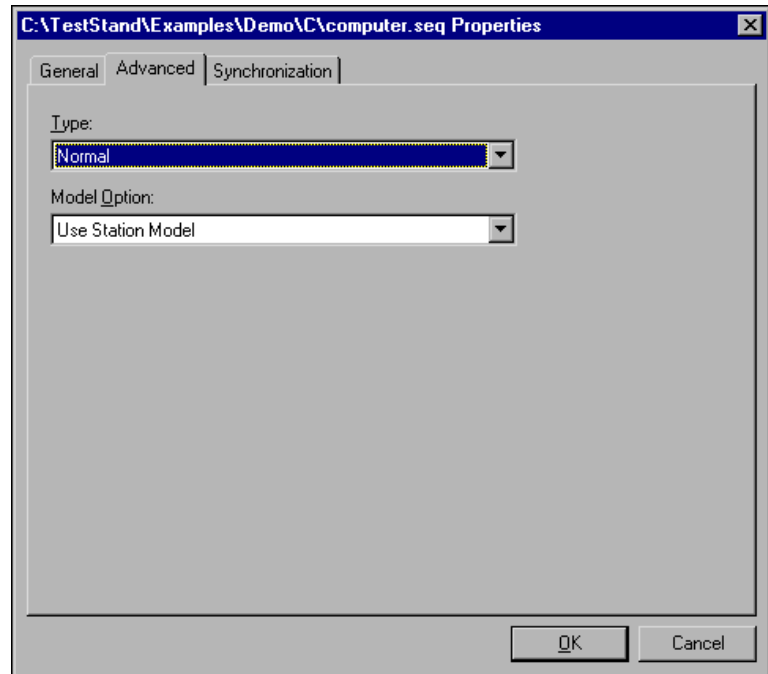 C:\TestStand\Examples\Demo\C\computer.seq Properties
General Advanced Synchronization
Type:
Normal
Model Option:
Use Station Model
OK Cancel